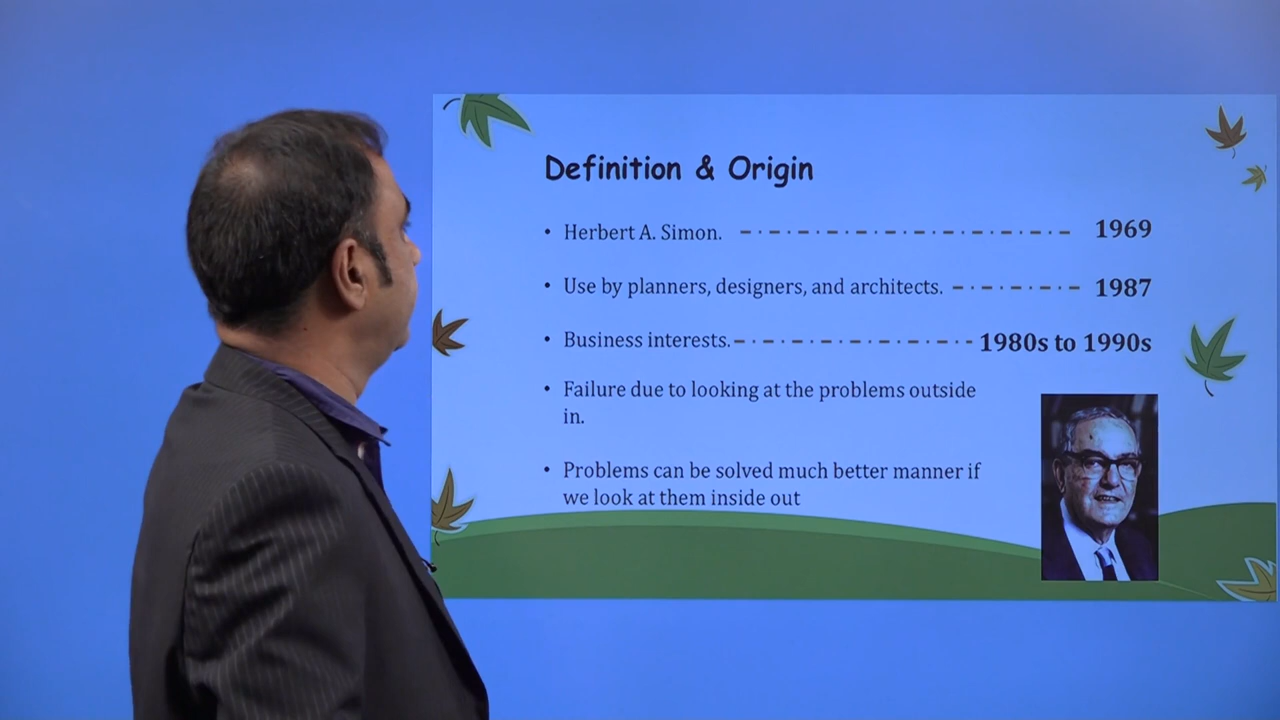 Definition & Origin
• Herbert A. Simon. 1969
• Use by planners, designers, and architects. 1987
• Business interests. 1980s to 1990s
• Failure due to looking at the problems outside
in.
• Problems can be solved much better manner if
we look at them inside out